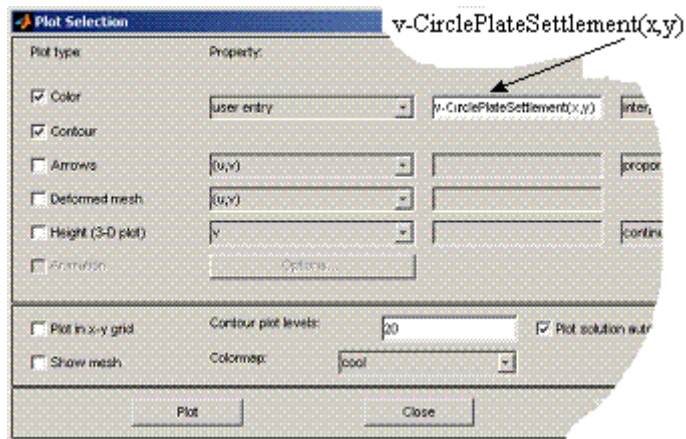 Plot Selection
v-CirclePlateSettlement(x,y)
Plot type: Property:
Color user entry v-CirclePlateSettlement(x,y) inter
Contour
Arrows (u,v) propor
Deformed mesh (u,v)
Height (3-D plot) v continu
Animation Options...
Plot in x-y grid Contour plot levels: 20 Plot solution auto
Show mesh Colormap: cool
Plot Close